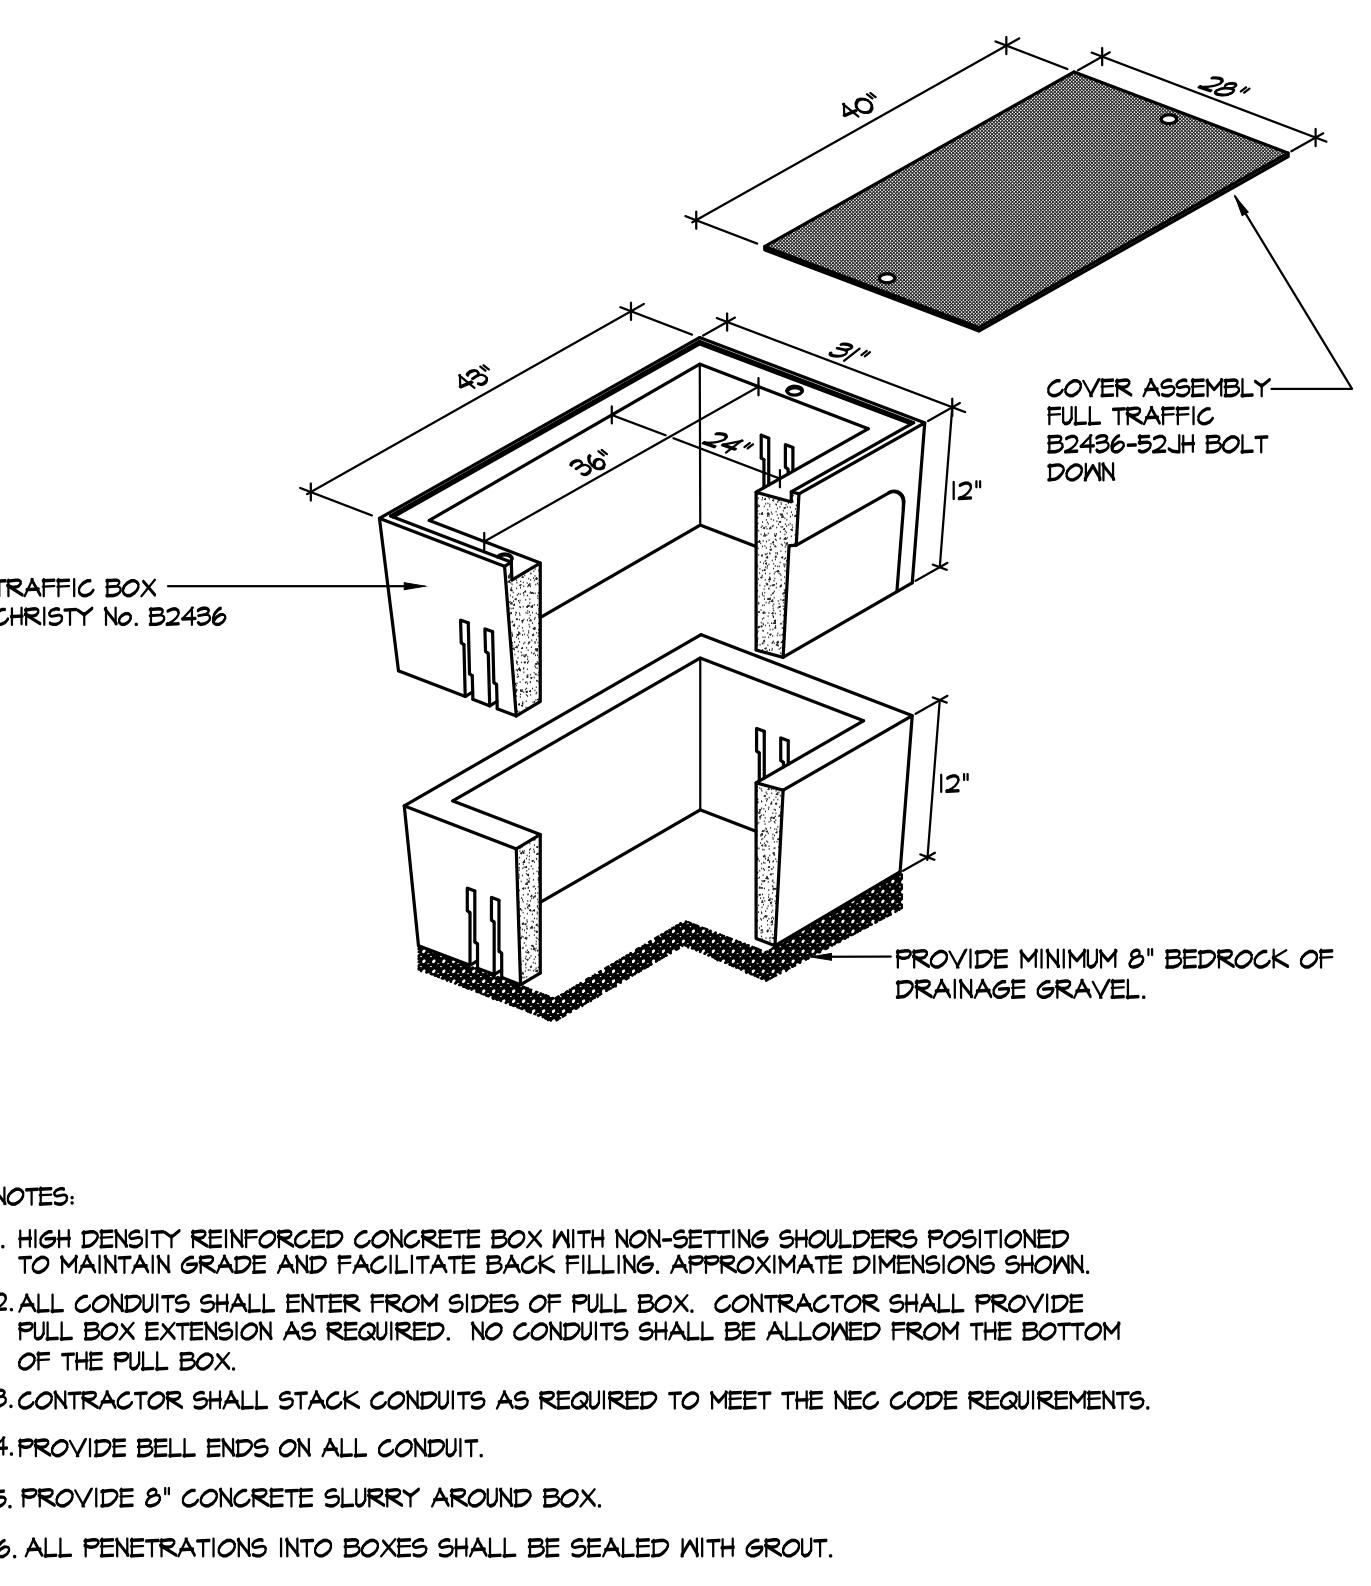 28"
40"
31"
43"
24"
36"
COVER ASSEMBLY
FULL TRAFFIC
B2436-52JH BOLT
DOWN
12"
TRAFFIC BOX
CHRISTY No. B2436
12"
PROVIDE MINIMUM 8" BEDROCK OF
DRAINAGE GRAVEL.
NOTES:
. HIGH DENSITY REINFORCED CONCRETE BOX WITH NON-SETTING SHOULDERS POSITIONED
TO MAINTAIN GRADE AND FACILITATE BACK FILLING. APPROXIMATE DIMENSIONS SHOWN.
2. ALL CONDUITS SHALL ENTER FROM SIDES OF PULL BOX. CONTRACTOR SHALL PROVIDE
PULL BOX EXTENSION AS REQUIRED. NO CONDUITS SHALL BE ALLOWED FROM THE BOTTOM
OF THE PULL BOX.
3. CONTRACTOR SHALL STACK CONDUITS AS REQUIRED TO MEET THE NEC CODE REQUIREMENTS.
4. PROVIDE BELL ENDS ON ALL CONDUIT.
5. PROVIDE 8" CONCRETE SLURRY AROUND BOX.
6. ALL PENETRATIONS INTO BOXES SHALL BE SEALED WITH GROUT.